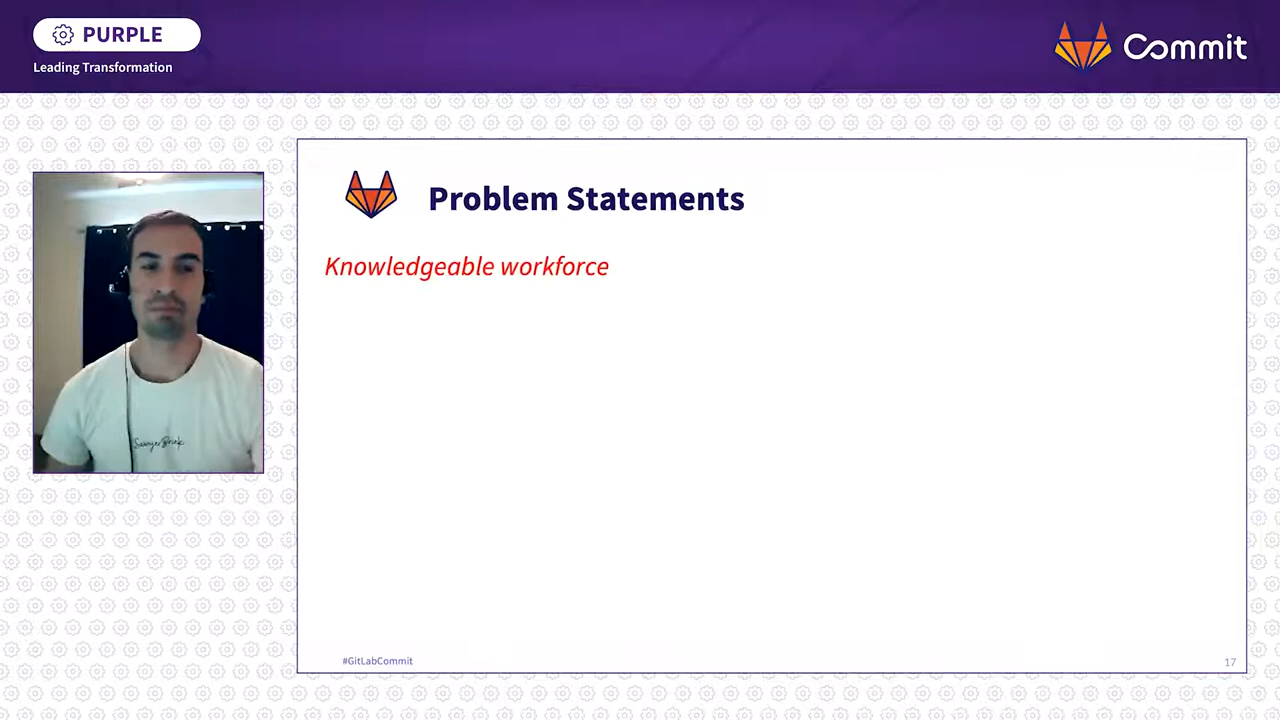 PURPLE
Leading Transformation
Commit
Problem Statements
Knowledgeable workforce
#GitLabCommit
17